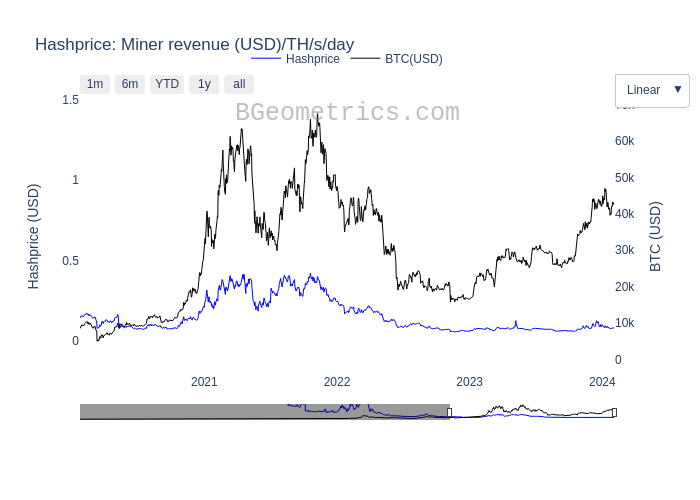 Hashprice: Miner revenue (USD)/TH/s/day
Hashprice BTC(USD)
1m 6m YTD 1y all
Linear ▼
BGeometrics.com
1.5
1
0.5
0
Hashprice (USD)
60k
50k
40k
30k
20k
10k
0
BTC (USD)
2021 2022 2023 2024